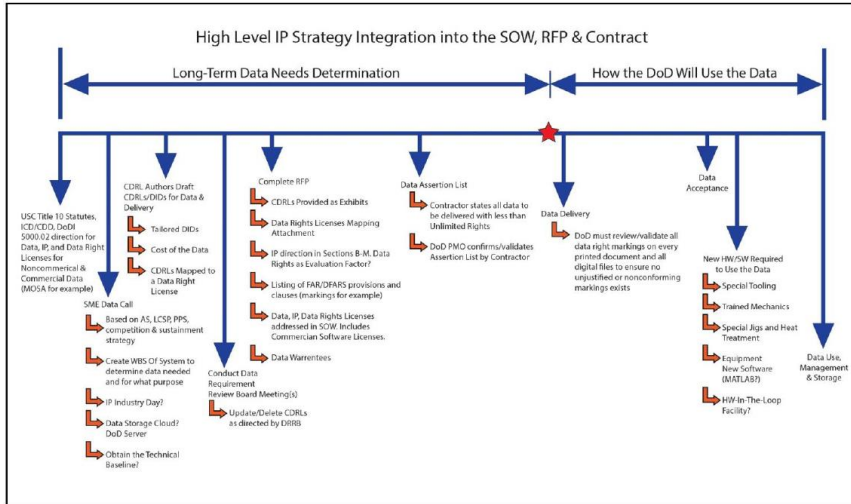 High Level IP Strategy Integration into the SOW, RFP & Contract
Long-Term Data Needs Determination
How the DoD Will Use the Data
USC Title 10 Statutes,
ICD/CDD, DoDI
5000.02 direction for
Data, IP, and Data Right
Licenses for
Noncommerical &
Commercial Data
(MOSA for example)
SME Data Call
Based on AS, LCSP, PPS,
competition & sustainment
strategy
Create WBS Of System to
determine data needed
and for what purpose
IP Industry Day?
Data Storage Cloud?
DoD Server
Obtain the Technical
Baseline?
CDRL Authors Draft
CDRLs/DIDs for Data &
Delivery
Tailored DIDs
Cost of the Data
CDRLs Mapped to
a Data Right
License
Conduct Data
Requirement
Review Board Meeting(s)
Update/Delete CDRLs
as directed by DRRB
Complete RFP
CDRLs Provided as Exhibits
Data Rights Licenses Mapping
Attachment
IP direction in Sections B-M. Data
Rights as Evaluation Factor?
Listing of FAR/DFARS provisions and
clauses (markings for example)
Data, IP, Data Rights Licenses
addressed in SOW. Includes
Commercian Software Licenses.
Data Warrentees
Data Assertion List
Contractor states all data to
be delivered with less than
Unlimited Rights
DoD PMO confirms/validates
Assertion List by Contractor
Data Delivery
DoD must review/validate all
data right markings on every
printed document and all
digital files to ensure no
unjustified or nonconforming
markings exists
Data
Acceptance
New HW/SW Required
to Use the Data
Special Tooling
Trained Mechanics
Special Jigs and Heat
Treatment
Equipment
New Software
(MATLAB?)
HW-In-The-Loop
Facility?
Data Use,
Management
& Storage